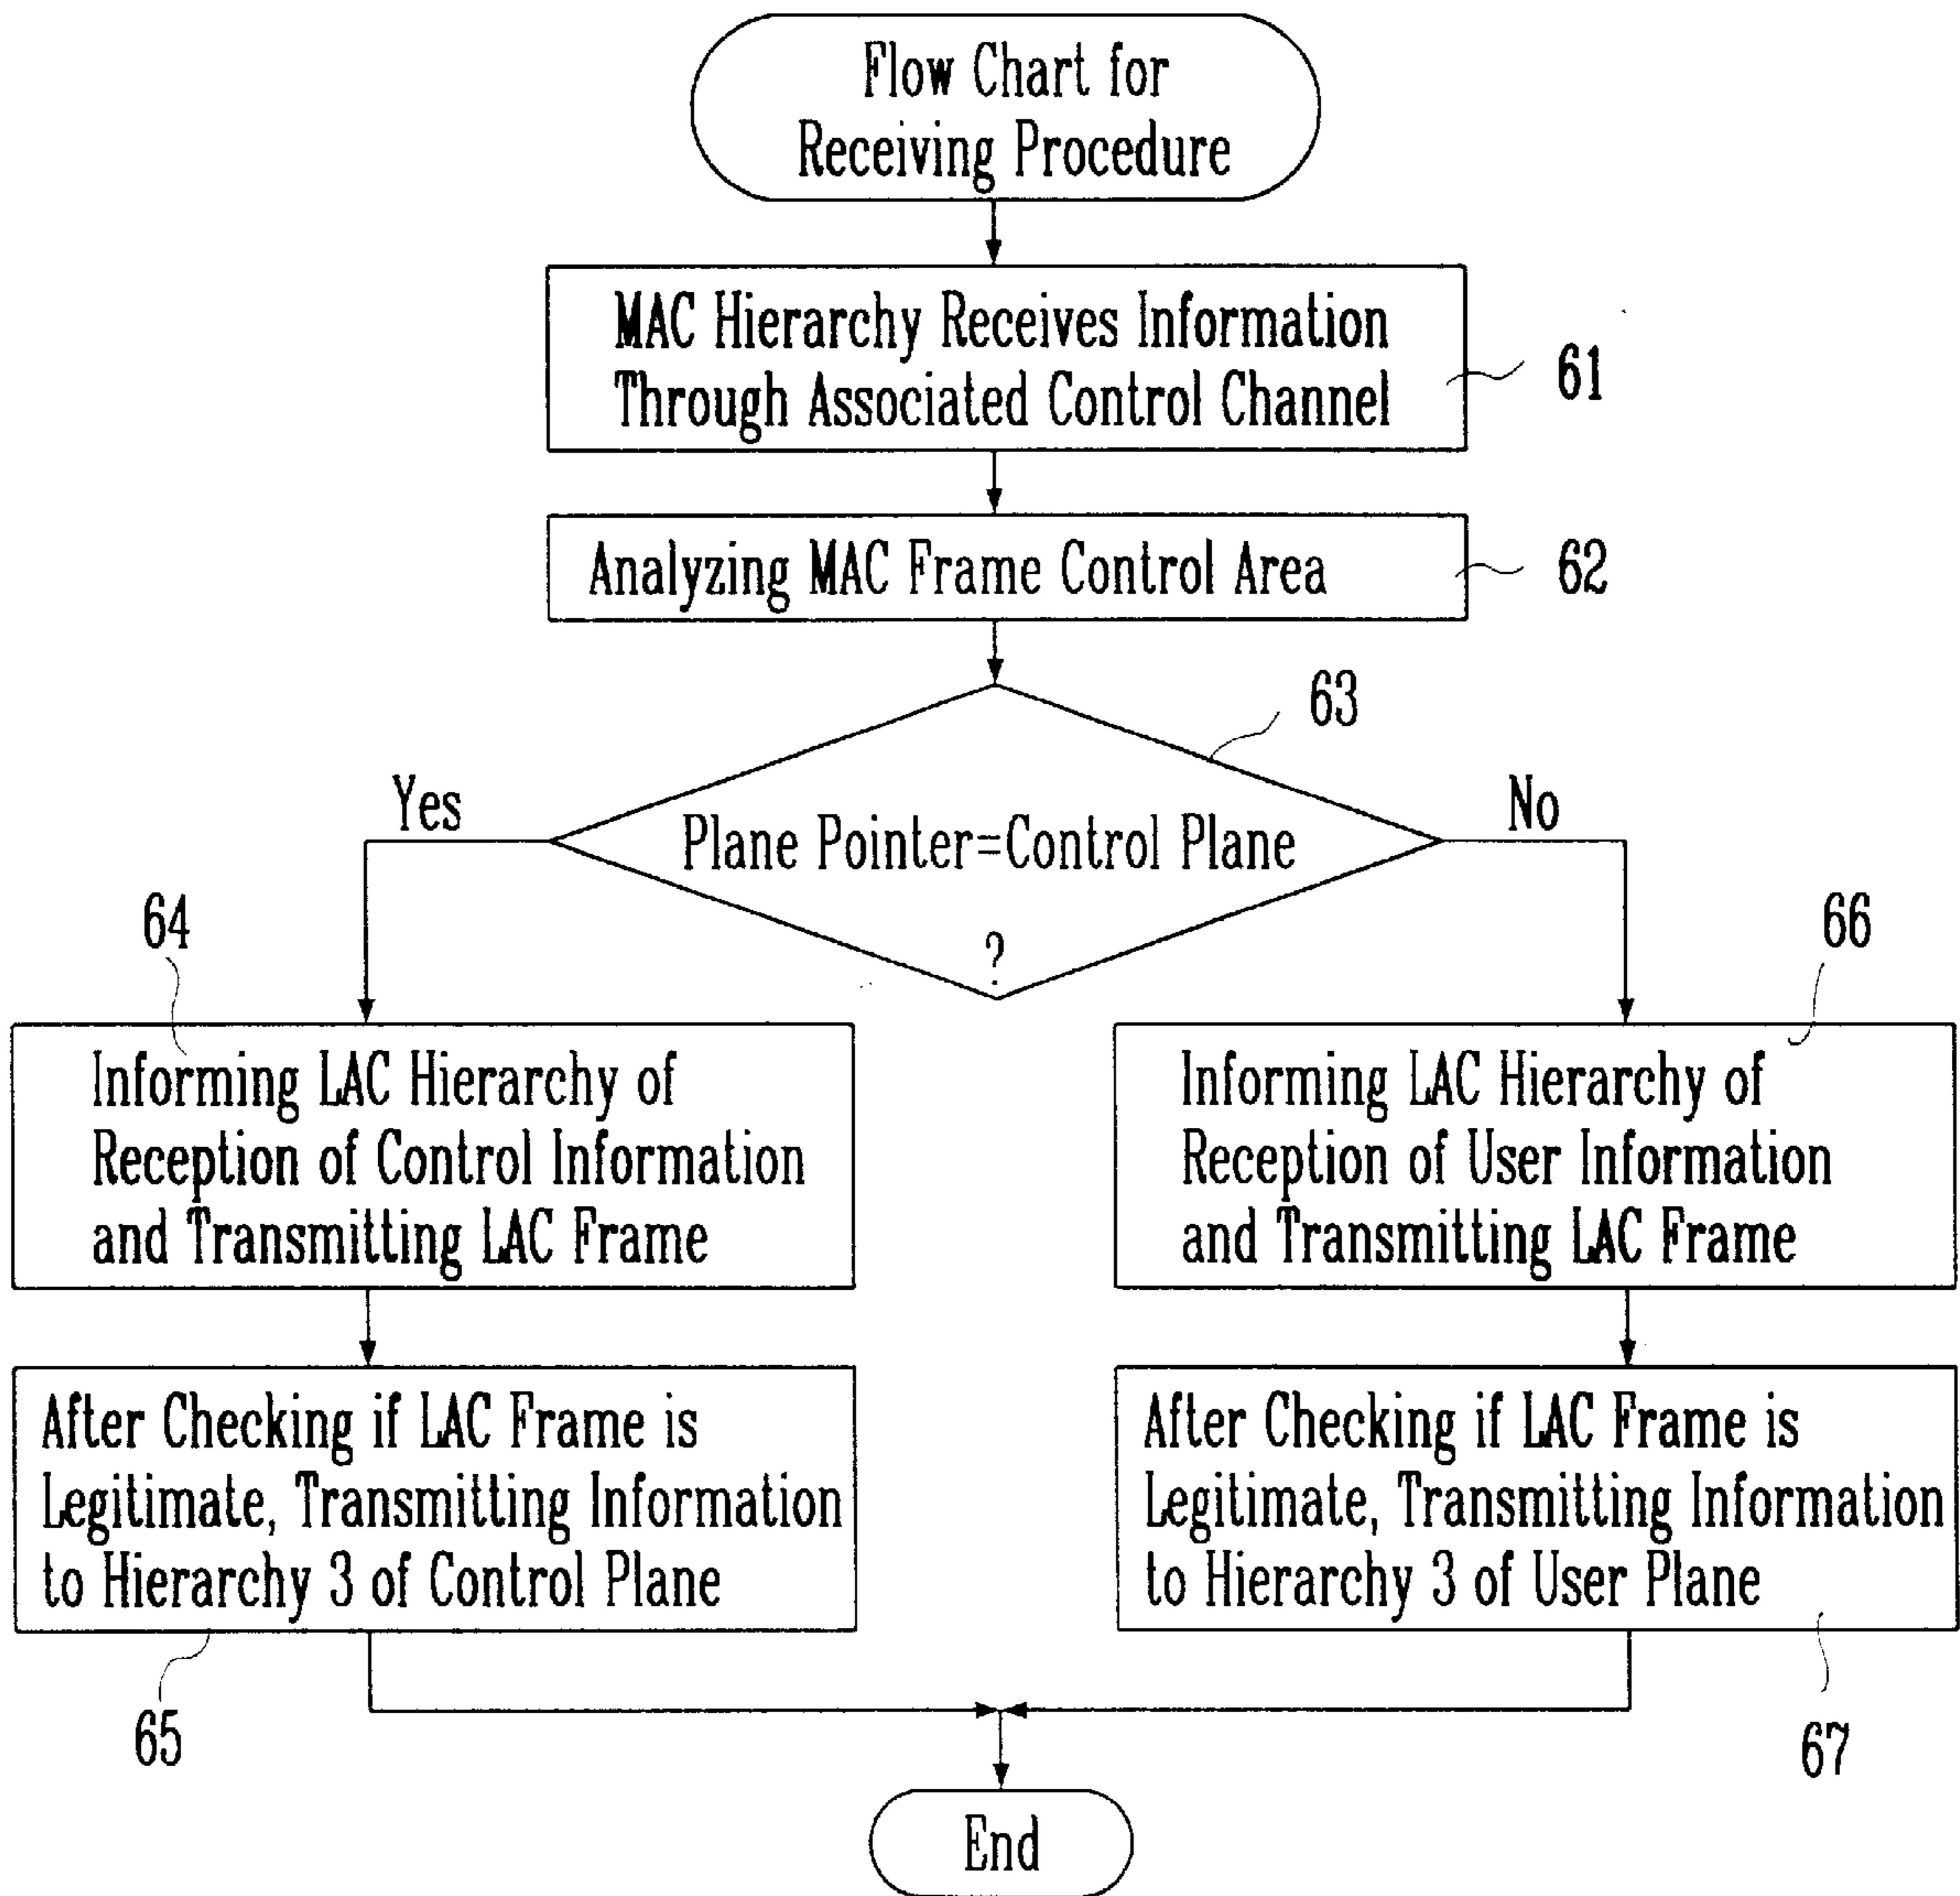 Flow Chart for
Receiving Procedure
MAC Hierarchy Receives Information
Through Associated Control Channel
61
Analyzing MAC Frame Control Area
62
63
Yes
No
Plane Pointer=Control Plane
?
64
66
Informing LAC Hierarchy of
Reception of Control Information
and Transmitting LAC Frame
Informing LAC Hierarchy of
Reception of User Information
and Transmitting LAC Frame
After Checking if LAC Frame is
Legitimate, Transmitting Information
to Hierarchy 3 of Control Plane
After Checking if LAC Frame is
Legitimate, Transmitting Information
to Hierarchy 3 of User Plane
65
67
End